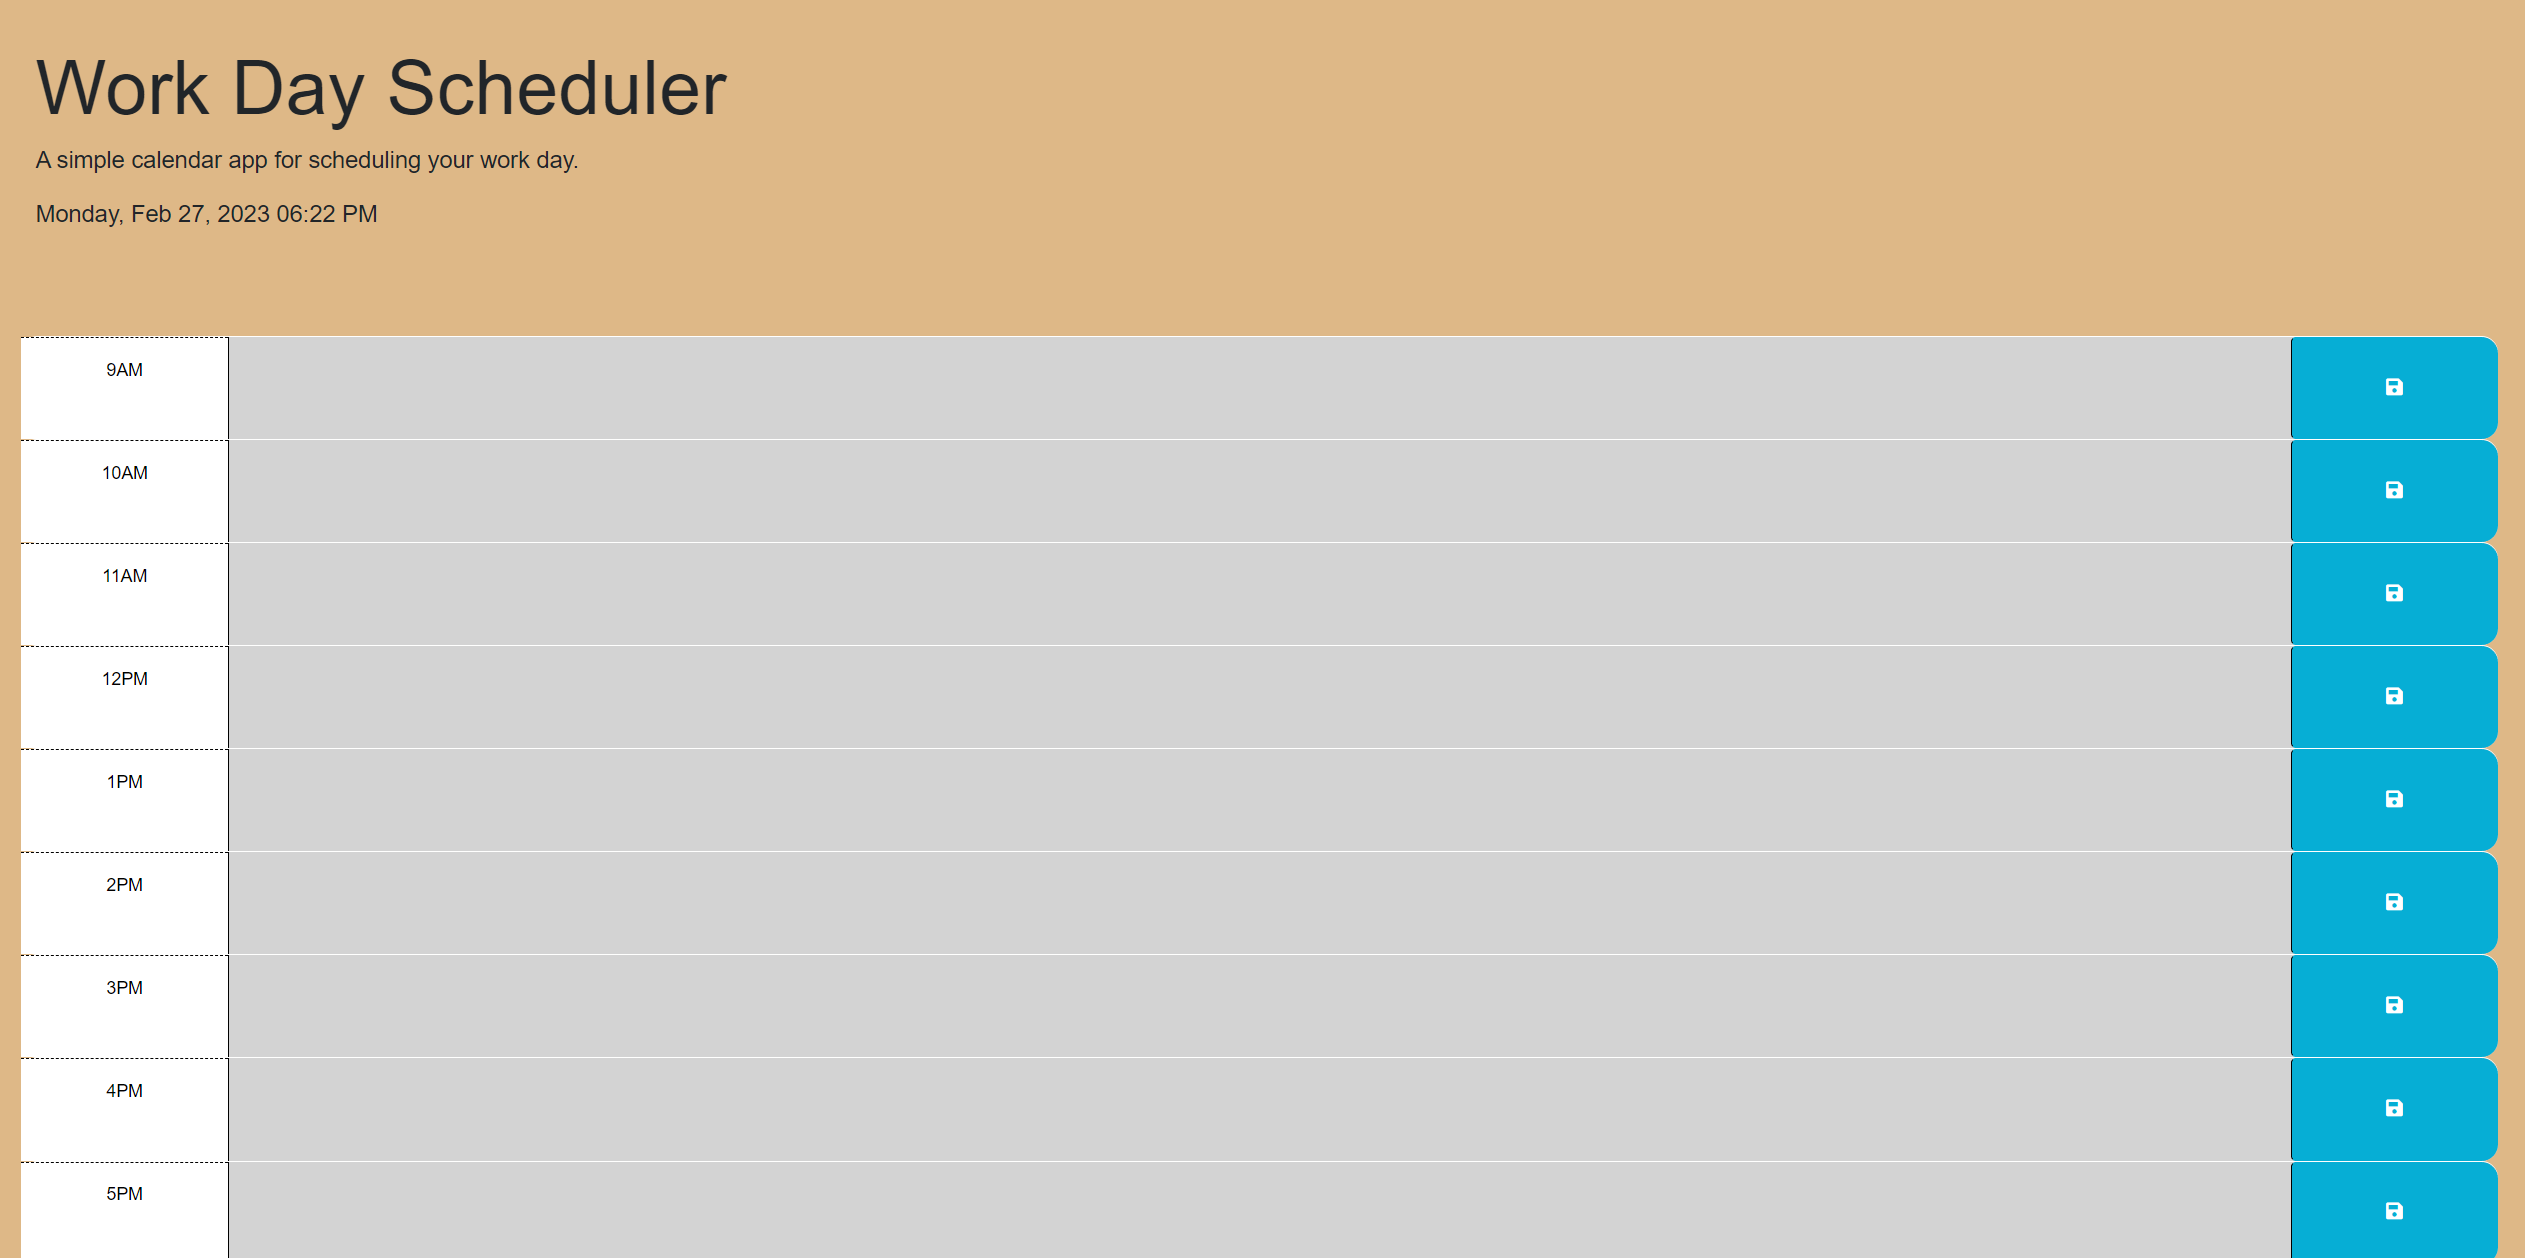 Work Day Scheduler
A simple calendar app for scheduling your work day.
Monday, Feb 27, 2023 06:22 PM
9AM
10AM
11AM
12PM
1PM
2PM
3PM
4PM
5PM